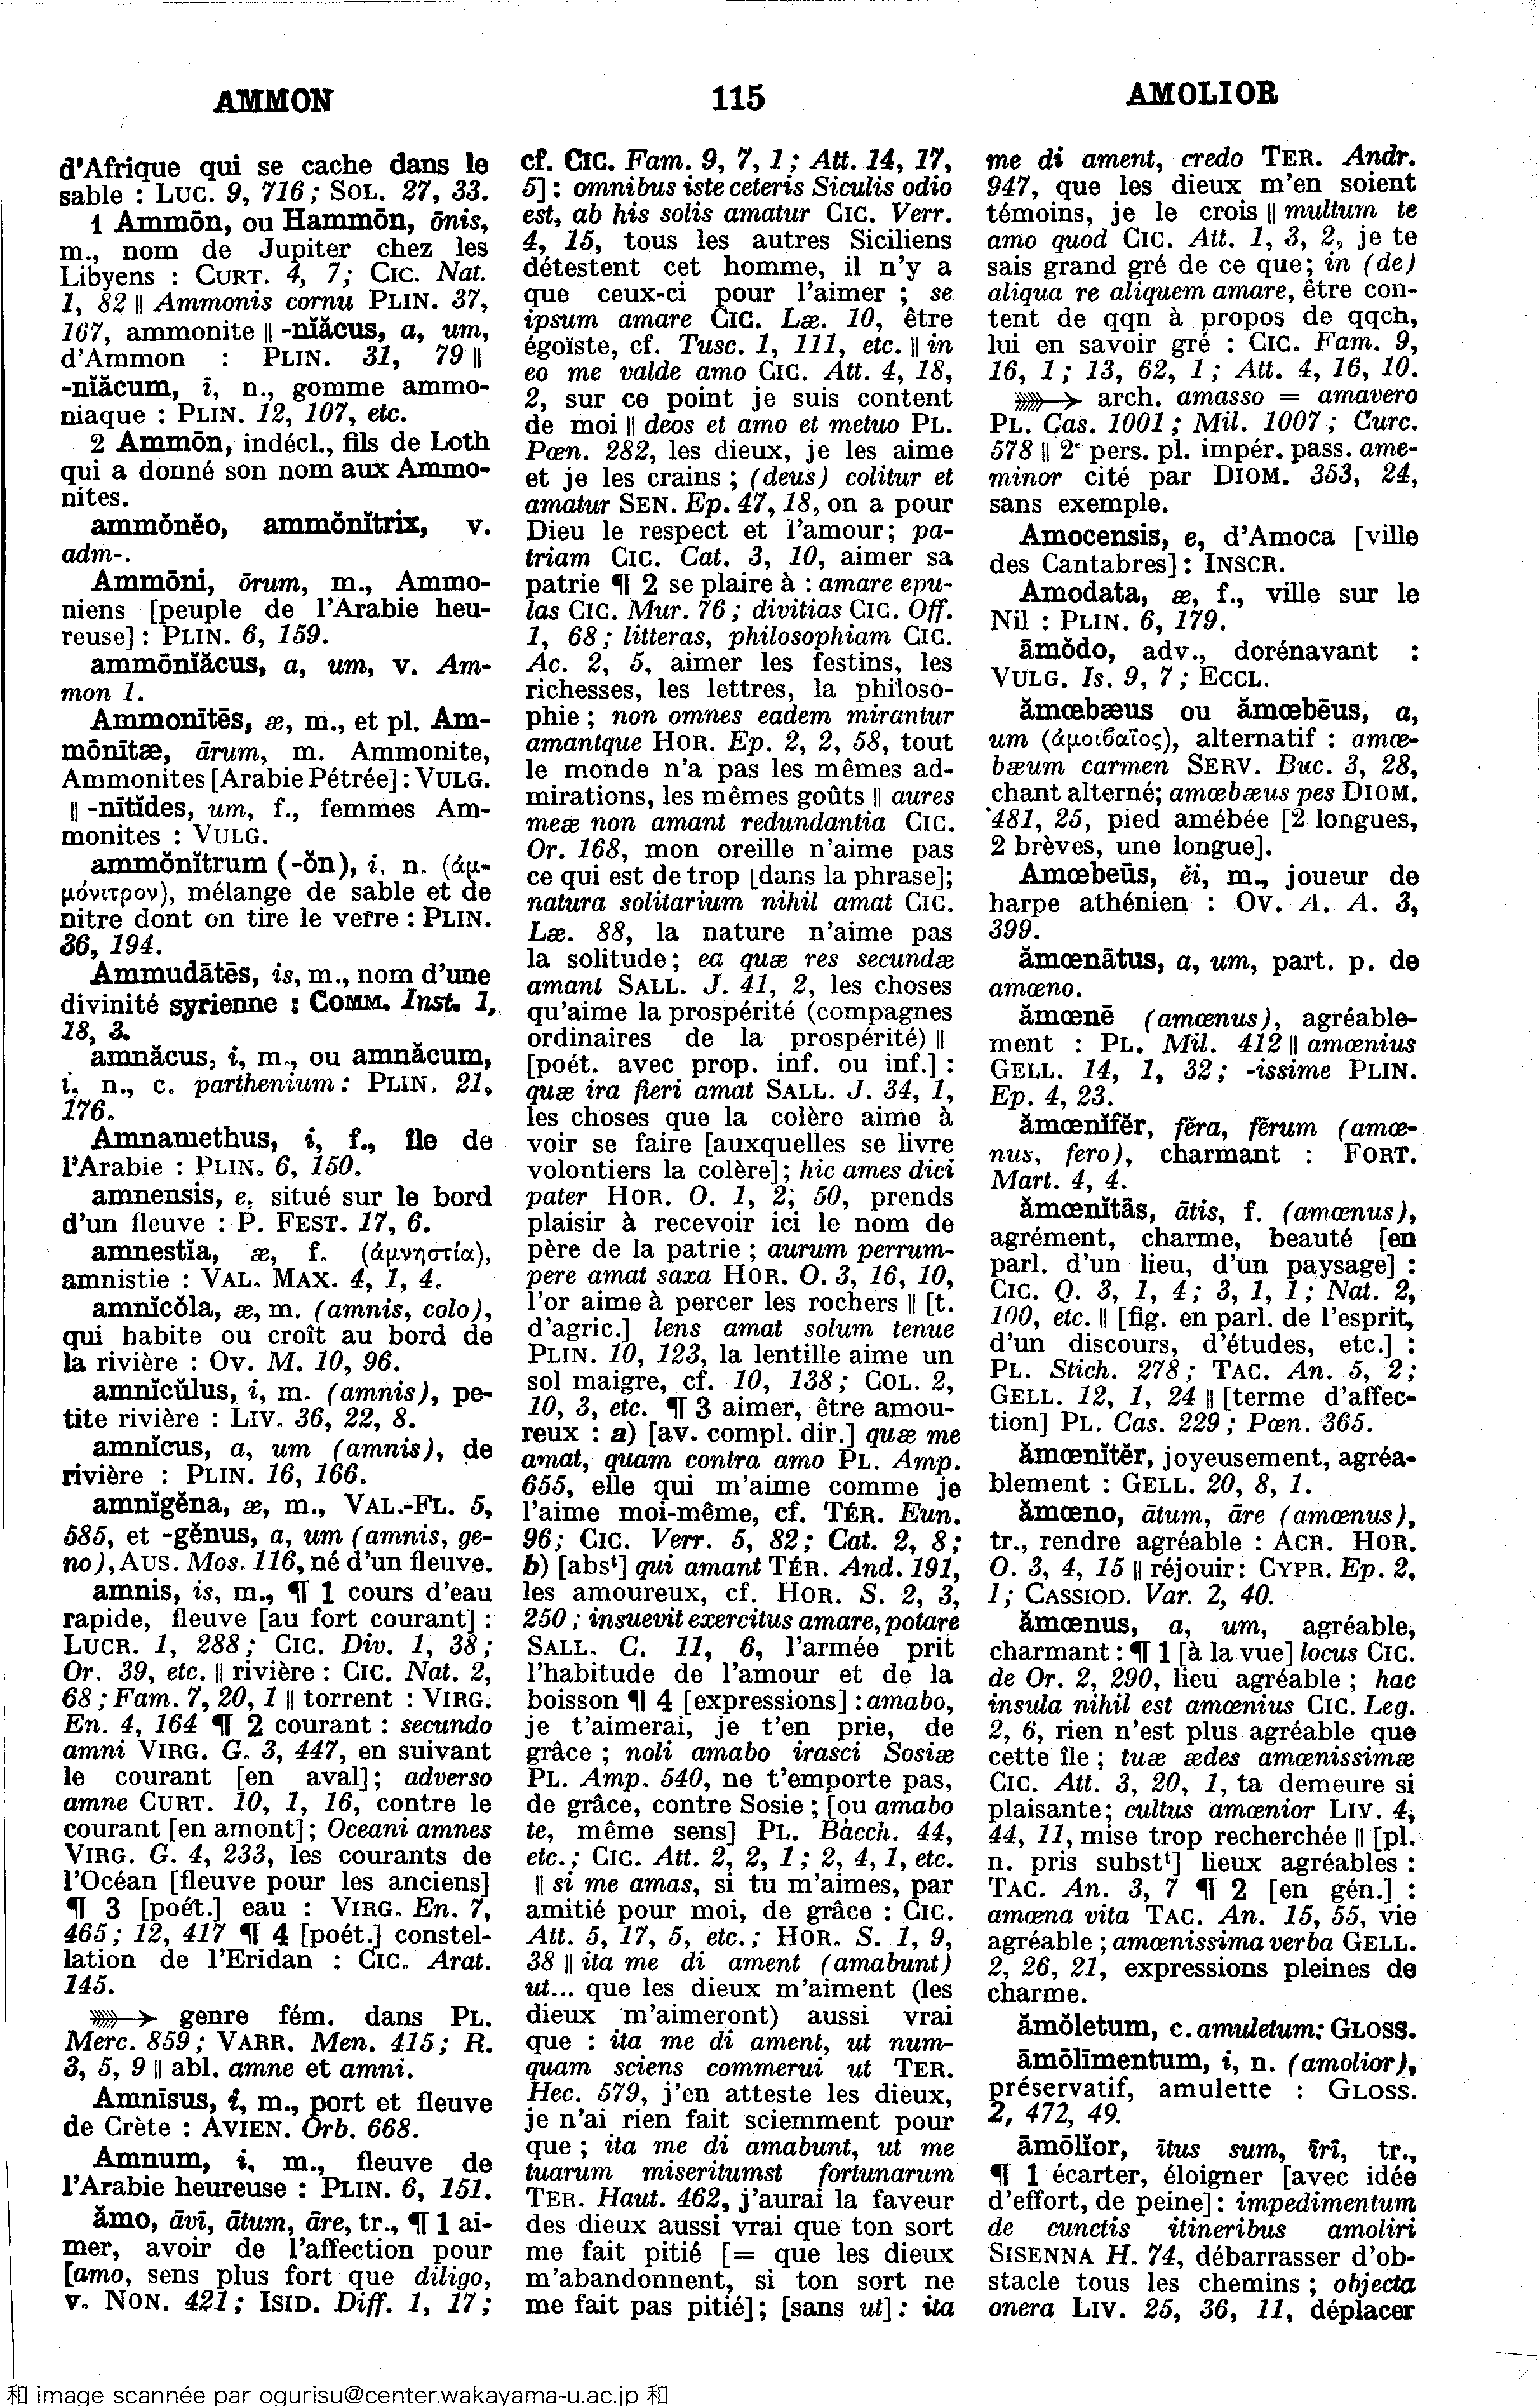 AMMON
115
AMOLIOR
d'Afrique qui se cache dans le
sable : LUC. 9, 716 ; SOL. 27, 33.
1 Ammōn, ou Hammōn, ōnis,
m., nom de Jupiter chez les
Libyens : CURT. 4, 7; CIC. Nat.
1, 82 || Ammonis cornu PLIN. 37,
167, ammonite || -nĭăcus, a, um,
d'Ammon : PLIN. 31, 79 ||
-nĭăcum, ī, n., gomme ammo-
niaque : PLIN. 12, 107, etc.
2 Ammōn, indécl., fils de Loth
qui a donné son nom aux Ammo-
nites.
ammŏnĕo, ammŏnĭtrix, v.
adm-.
Ammōni, ōrum, m., Ammo-
niens [peuple de l'Arabie heu-
reuse] : PLIN. 6, 159.
ammōnĭăcus, a, um, v. Am-
mon 1.
Ammonītēs, æ, m., et pl. Am-
mōnītæ, ārum, m. Ammonite,
Ammonites [Arabie Pétrée] : VULG.
|| -nītĭdes, um, f., femmes Am-
monites : VULG.
ammŏnĭtrum (-ŏn), i, n. (ἀμ-
μόνιτρον), mélange de sable et de
nitre dont on tire le verre : PLIN.
36, 194.
Ammudātēs, is, m., nom d'une
divinité syrienne : COMM. Inst. 1,
18, 3.
amnăcus, i, m., ou amnăcum,
i, n., c. parthenium : PLIN. 21,
176.
Amnamethus, i, f., île de
l'Arabie : PLIN. 6, 150.
amnensis, e, situé sur le bord
d'un fleuve : P. FEST. 17, 6.
amnestĭa, æ, f. (ἀμνηστία),
amnistie : VAL. MAX. 4, 1, 4.
amnĭcŏla, æ, m. (amnis, colo),
qui habite ou croît au bord de
la rivière : OV. M. 10, 96.
amnĭcŭlus, i, m. (amnis), pe-
tite rivière : LIV. 36, 22, 8.
amnĭcus, a, um (amnis), de
rivière : PLIN. 16, 166.
amnĭgĕna, æ, m., VAL.-FL. 5,
585, et -gĕnus, a, um (amnis, ge-
no), AUS. Mos. 116, né d'un fleuve.
amnis, is, m., ¶ 1 cours d'eau
rapide, fleuve [au fort courant] :
LUCR. 1, 288 ; CIC. Div. 1, 38 ;
Or. 39, etc. || rivière : CIC. Nat. 2,
68 ; Fam. 7, 20, 1 || torrent : VIRG.
En. 4, 164 ¶ 2 courant : secundo
amni VIRG. G. 3, 447, en suivant
le courant [en aval]; adverso
amne CURT. 10, 1, 16, contre le
courant [en amont] ; Oceani amnes
VIRG. G. 4, 233, les courants de
l'Océan [fleuve pour les anciens]
¶ 3 [poét.] eau : VIRG. En. 7,
465 ; 12, 417 ¶ 4 [poét.] constel-
lation de l'Eridan : CIC. Arat.
145.
genre fém. dans PL.
Merc. 859 ; VARR. Men. 415 ; R.
3, 5, 9 || abl. amne et amni.
Amnīsus, i, m., port et fleuve
de Crète : AVIEN. Orb. 668.
Amnum, i, m., fleuve de
l'Arabie heureuse : PLIN. 6, 151.
ămo, āvī, ātum, āre, tr., ¶ 1 ai-
mer, avoir de l'affection pour
[amo, sens plus fort que diligo,
v. NON. 421 ; ISID. Diff. 1, 17 ;
cf. CIC. Fam. 9, 7, 1 ; Att. 14, 17,
5] : omnibus iste ceteris Siculis odio
est, ab his solis amatur CIC. Verr.
4, 15, tous les autres Siciliens
détestent cet homme, il n'y a
que ceux-ci pour l'aimer ; se
ipsum amare CIC. Læ. 10, être
égoïste, cf. Tusc. 1, 111, etc. || in
eo me valde amo CIC. Att. 4, 18,
2, sur ce point je suis content
de moi || deos et amo et metuo PL.
Pœn. 282, les dieux, je les aime
et je les crains ; (deus) colitur et
amatur SEN. Ep. 47, 18, on a pour
Dieu le respect et l'amour; pa-
triam CIC. Cat. 3, 10, aimer sa
patrie ¶ 2 se plaire à : amare epu-
las CIC. Mur. 76 ; divitias CIC. Off.
1, 68 ; litteras, philosophiam CIC.
Ac. 2, 5, aimer les festins, les
richesses, les lettres, la philoso-
phie ; non omnes eadem mirantur
amantque HOR. Ep. 2, 2, 58, tout
le monde n'a pas les mêmes ad-
mirations, les mêmes goûts || aures
meæ non amant redundantia CIC.
Or. 168, mon oreille n'aime pas
ce qui est de trop [dans la phrase];
natura solitarium nihil amat CIC.
Læ. 88, la nature n'aime pas
la solitude ; ea quæ res secundæ
amant SALL. J. 41, 2, les choses
qu'aime la prospérité (compagnes
ordinaires de la prospérité) ||
[poét. avec prop. inf. ou inf.] :
quæ ira fieri amat SALL. J. 34, 1,
les choses que la colère aime à
voir se faire [auxquelles se livre
volontiers la colère] ; hic ames dici
pater HOR. O. 1, 2, 50, prends
plaisir à recevoir ici le nom de
père de la patrie ; aurum perrum-
pere amat saxa HOR. O. 3, 16, 10,
l'or aime à percer les rochers || [t.
d'agric.] lens amat solum tenue
PLIN. 10, 123, la lentille aime un
sol maigre, cf. 10, 138 ; COL. 2,
10, 3, etc. ¶ 3 aimer, être amou-
reux : a) [av. compl. dir.] quæ me
amat, quam contra amo PL. Amp.
655, elle qui m'aime comme je
l'aime moi-même, cf. TÉR. Eun.
96 ; CIC. Verr. 5, 82 ; Cat. 2, 8 ;
b) [absᵗ] qui amant TÉR. And. 191,
les amoureux, cf. HOR. S. 2, 3,
250 ; insuevit exercitus amare, potare
SALL. C. 11, 6, l'armée prit
l'habitude de l'amour et de la
boisson ¶ 4 [expressions] : amabo,
je t'aimerai, je t'en prie, de
grâce ; noli amabo irasci Sosiæ
PL. Amp. 540, ne t'emporte pas,
de grâce, contre Sosie ; [ou amabo
te, même sens] PL. Bacch. 44,
etc.; CIC. Att. 2, 2, 1 ; 2, 4, 1, etc.
|| si me amas, si tu m'aimes, par
amitié pour moi, de grâce : CIC.
Att. 5, 17, 5, etc. ; HOR. S. 1, 9,
38 || ita me di ament (amabunt)
ut... que les dieux m'aiment (les
dieux m'aimeront) aussi vrai
que : ita me di ament, ut num-
quam sciens commerui ut TER.
Hec. 579, j'en atteste les dieux,
je n'ai rien fait sciemment pour
que ; ita me di amabunt, ut me
tuarum miseritumst fortunarum
TER. Haut. 462, j'aurai la faveur
des dieux aussi vrai que ton sort
me fait pitié [= que les dieux
m'abandonnent, si ton sort ne
me fait pas pitié] ; [sans ut] : ita
me di ament, credo TER. Andr.
947, que les dieux m'en soient
témoins, je le crois || multum te
amo quod CIC. Att. 1, 3, 2, je te
sais grand gré de ce que; in (de)
aliqua re aliquem amare, être con-
tent de qqn à propos de qqch,
lui en savoir gré : CIC. Fam. 9,
16, 1 ; 13, 62, 1 ; Att. 4, 16, 10.
arch. amasso = amavero
PL. Cas. 1001 ; Mil. 1007 ; Curc.
578 || 2ᵉ pers. pl. impér. pass. ame-
minor cité par DIOM. 353, 24,
sans exemple.
Amocensis, e, d'Amoca [ville
des Cantabres] : INSCR.
Amodata, æ, f., ville sur le
Nil : PLIN. 6, 179.
āmŏdo, adv., dorénavant :
VULG. Is. 9, 7 ; ECCL.
ămœbæus ou ămœbēus, a,
um (ἀμοιϐαῖος), alternatif : amœ-
bæum carmen SERV. Buc. 3, 28,
chant alterné; amœbæus pes DIOM.
481, 25, pied amébée [2 longues,
2 brèves, une longue].
Amœbeūs, ĕi, m., joueur de
harpe athénien : OV. A. A. 3,
399.
ămœnātus, a, um, part. p. de
amœno.
ămœnē (amœnus), agréable-
ment : PL. Mil. 412 || amœnius
GELL. 14, 1, 32 ; -issime PLIN.
Ep. 4, 23.
ămœnĭfĕr, fĕra, fĕrum (amœ-
nus, fero), charmant : FORT.
Mart. 4, 4.
ămœnĭtās, ātis, f. (amœnus),
agrément, charme, beauté [en
parl. d'un lieu, d'un paysage] :
CIC. Q. 3, 1, 4 ; 3, 1, 1 ; Nat. 2,
100, etc. || [fig. en parl. de l'esprit,
d'un discours, d'études, etc.] :
PL. Stich. 278 ; TAC. An. 5, 2 ;
GELL. 12, 1, 24 || [terme d'affec-
tion] PL. Cas. 229 ; Pœn. 365.
ămœnĭtĕr, joyeusement, agréa-
blement : GELL. 20, 8, 1.
ămœno, ātum, āre (amœnus),
tr., rendre agréable : ACR. HOR.
O. 3, 4, 15 || réjouir : CYPR. Ep. 2,
1 ; CASSIOD. Var. 2, 40.
ămœnus, a, um, agréable,
charmant : ¶ 1 [à la vue] locus CIC.
de Or. 2, 290, lieu agréable ; hac
insula nihil est amœnius CIC. Leg.
2, 6, rien n'est plus agréable que
cette île ; tuæ ædes amœnissimæ
CIC. Att. 3, 20, 1, ta demeure si
plaisante ; cultus amœnior LIV. 4,
44, 11, mise trop recherchée || [pl.
n. pris substᵗ] lieux agréables :
TAC. An. 3, 7 ¶ 2 [en gén.] :
amœna vita TAC. An. 15, 55, vie
agréable ; amœnissima verba GELL.
2, 26, 21, expressions pleines de
charme.
ămŏletum, c. amuletum: GLOSS.
āmōlīmentum, i, n. (amolior),
préservatif, amulette : GLOSS.
2, 472, 49.
āmōlĭor, ītus sum, īrī, tr.,
¶ 1 écarter, éloigner [avec idée
d'effort, de peine] : impedimentum
de cunctis itineribus amoliri
SISENNA H. 74, débarrasser d'ob-
stacle tous les chemins ; objecta
onera LIV. 25, 36, 11, déplacer
和 image scannée par ogurisu@center.wakayama-u.ac.jp 和